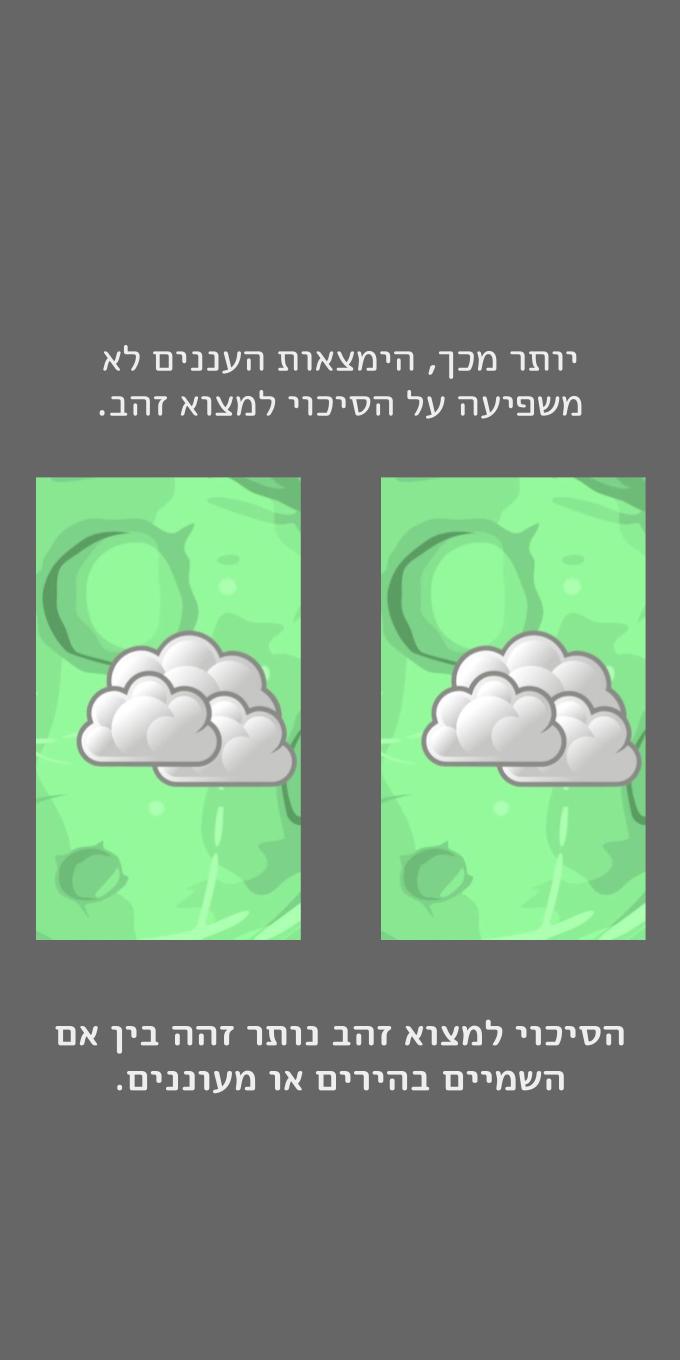 יותר מכך, הימצאות העננים לא
משפיעה על הסיכוי למצוא זהב.
הסיכוי למצוא זהב נותר זהה בין אם
השמיים בהירים או מעוננים.